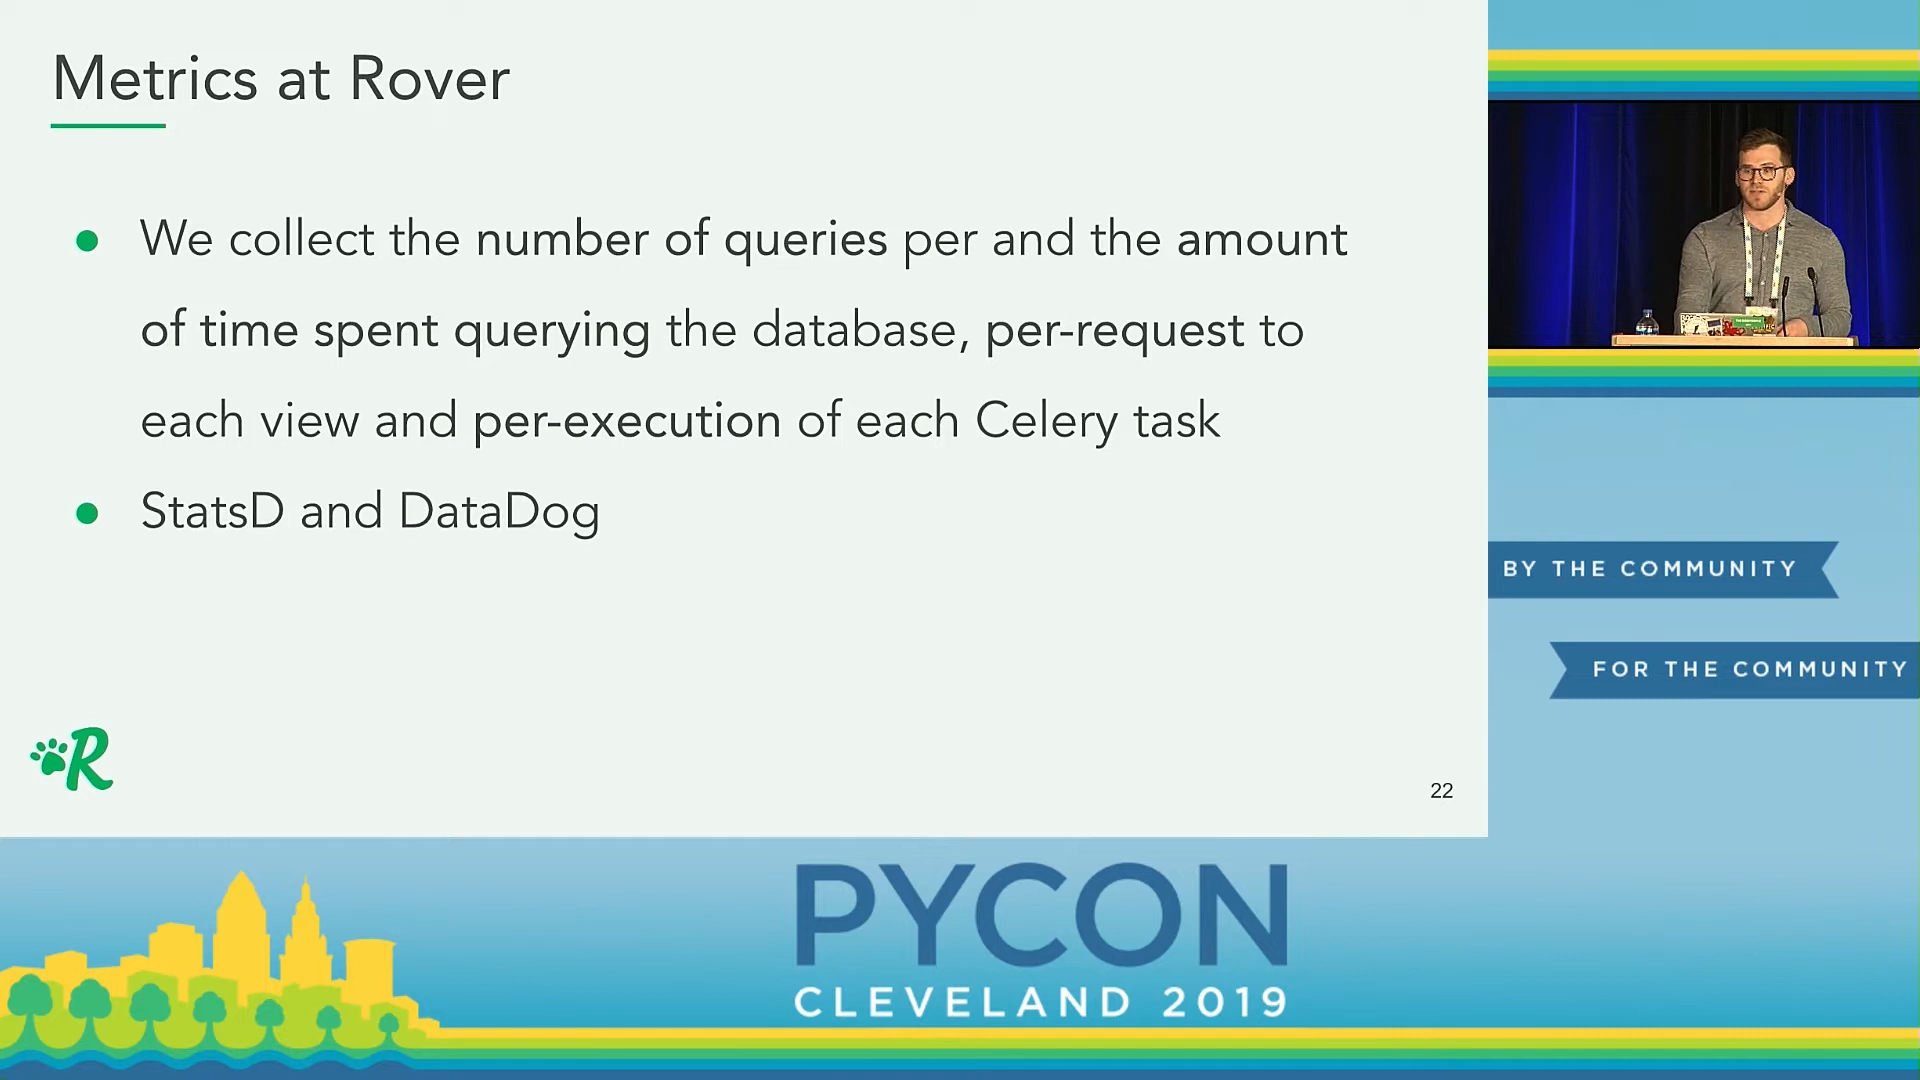 Metrics at Rover
● We collect the number of queries per and the amount
of time spent querying the database, per-request to
each view and per-execution of each Celery task
● StatsD and DataDog
R
22
BY THE COMMUNITY
FOR THE COMMUNITY
PYCON
CLEVELAND 2019